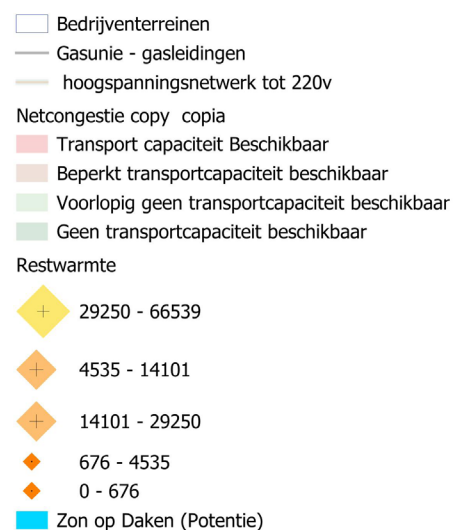 Bedrijventerreinen
Gasunie - gasleidingen
hoogspanningsnetwerk tot 220v
Netcongestie copy copia
Transport capaciteit Beschikbaar
Beperkt transportcapaciteit beschikbaar
Voorlopig geen transportcapaciteit beschikbaar
Geen transportcapaciteit beschikbaar
Restwarmte
29250 - 66539
4535 - 14101
14101 - 29250
676 - 4535
0 - 676
Zon op Daken (Potentie)